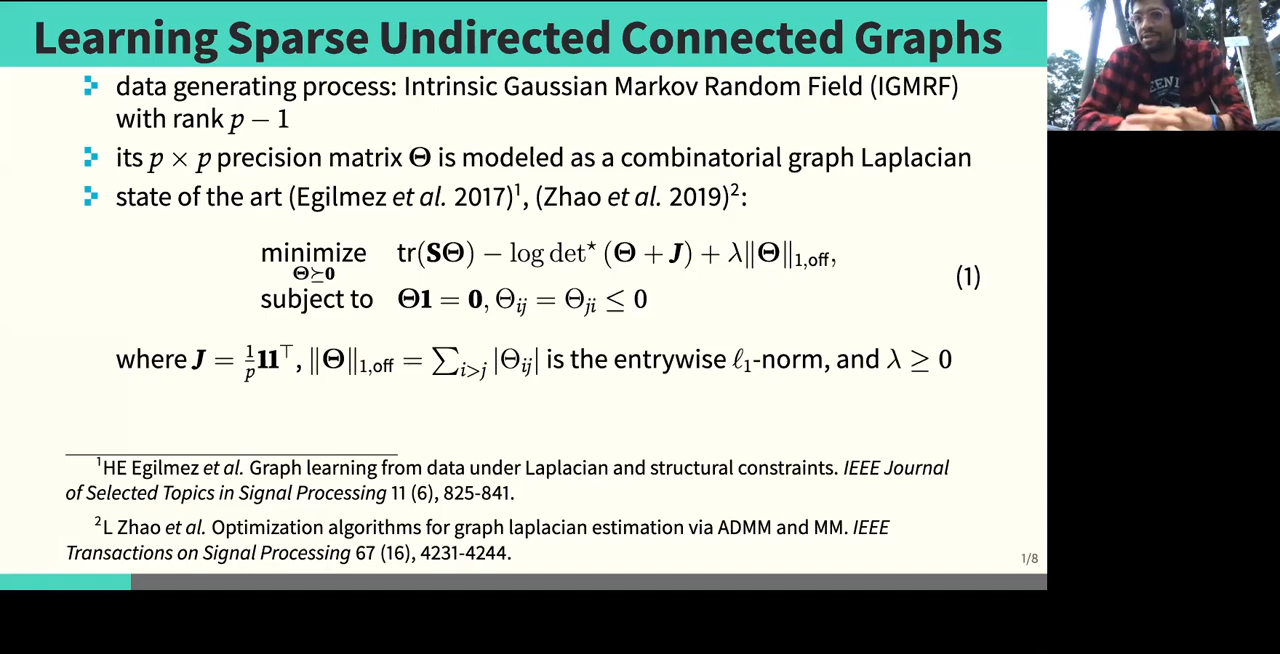 Learning Sparse Undirected Connected Graphs
data generating process: Intrinsic Gaussian Markov Random Field (IGMRF)
with rank p − 1
its p × p precision matrix Θ is modeled as a combinatorial graph Laplacian
state of the art (Egilmez et al. 2017)¹, (Zhao et al. 2019)²:
minimize tr(SΘ) − log det⋆ (Θ + J) + λ‖Θ‖₁,off,
Θ⪰0
(1)
subject to Θ1 = 0, Θij = Θji ≤ 0
where J = 1/p 11⊤, ‖Θ‖₁,off = ∑i>j |Θij| is the entrywise ℓ₁-norm, and λ ≥ 0
¹HE Egilmez et al. Graph learning from data under Laplacian and structural constraints. IEEE Journal
of Selected Topics in Signal Processing 11 (6), 825-841.
²L Zhao et al. Optimization algorithms for graph laplacian estimation via ADMM and MM. IEEE
Transactions on Signal Processing 67 (16), 4231-4244.
1/8